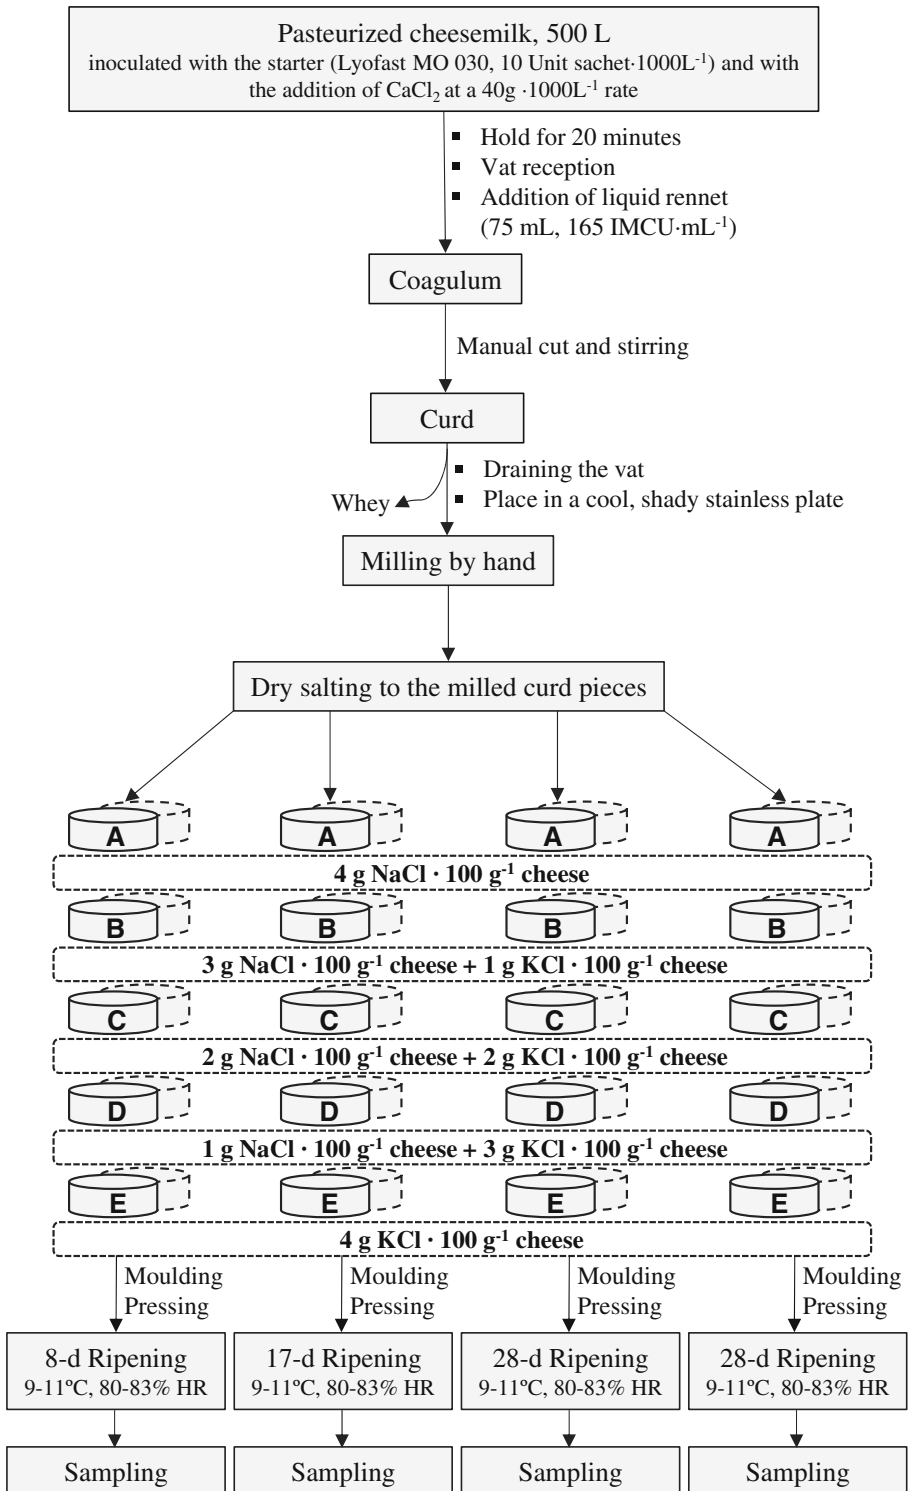 Pasteurized cheesemilk, 500 L
inoculated with the starter (Lyofast MO 030, 10 Unit sachet·1000L⁻¹) and with
the addition of CaCl₂ at a 40g ·1000L⁻¹ rate
▪ Hold for 20 minutes
▪ Vat reception
▪ Addition of liquid rennet
(75 mL, 165 IMCU·mL⁻¹)
Coagulum
Manual cut and stirring
Curd
▪ Draining the vat
Whey
▪ Place in a cool, shady stainless plate
Milling by hand
Dry salting to the milled curd pieces
A A A A
4 g NaCl · 100 g⁻¹ cheese
B B B B
3 g NaCl · 100 g⁻¹ cheese + 1 g KCl · 100 g⁻¹ cheese
C C C C
2 g NaCl · 100 g⁻¹ cheese + 2 g KCl · 100 g⁻¹ cheese
D D D D
1 g NaCl · 100 g⁻¹ cheese + 3 g KCl · 100 g⁻¹ cheese
E E E E
4 g KCl · 100 g⁻¹ cheese
Moulding Moulding Moulding Moulding
Pressing Pressing Pressing Pressing
8-d Ripening 17-d Ripening 28-d Ripening 28-d Ripening
9-11ºC, 80-83% HR 9-11ºC, 80-83% HR 9-11ºC, 80-83% HR 9-11ºC, 80-83% HR
Sampling Sampling Sampling Sampling